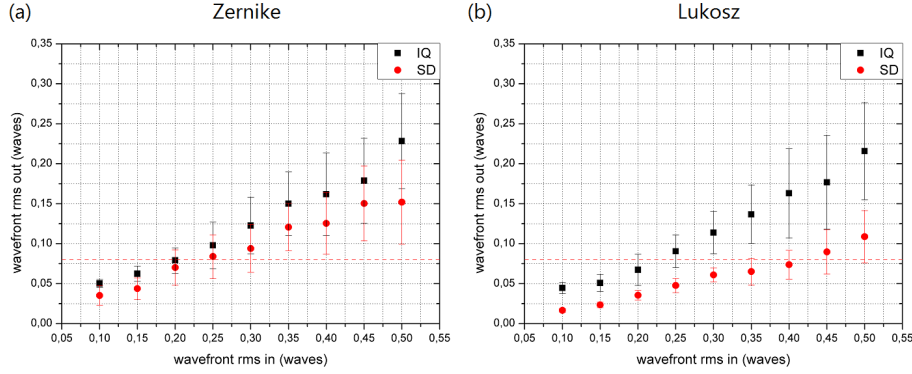 (a)
Zernike
0,35
0,30
0,25
0,20
0,15
0,10
0,05
0,00
wavefront rms out (waves)
IQ
SD
0,05 0,10 0,15 0,20 0,25 0,30 0,35 0,40 0,45 0,50 0,55
wavefront rms in (waves)
(b)
Lukosz
0,35
0,30
0,25
0,20
0,15
0,10
0,05
0,00
wavefront rms out (waves)
IQ
SD
0,05 0,10 0,15 0,20 0,25 0,30 0,35 0,40 0,45 0,50 0,55
wavefront rms in (waves)